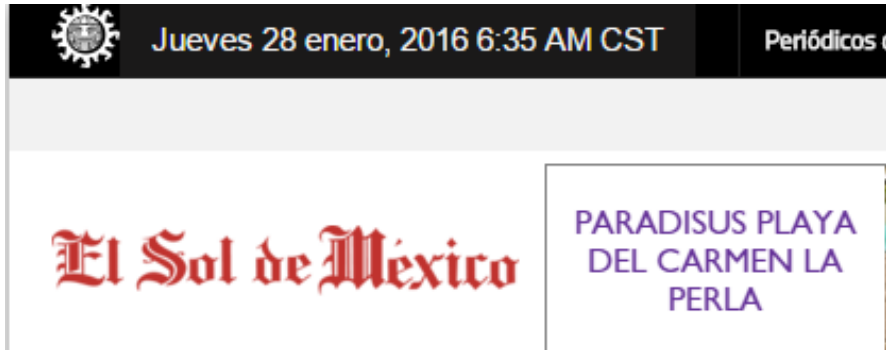 Jueves 28 enero, 2016 6:35 AM CST
Periódicos
El Sol de México
PARADISUS PLAYA
DEL CARMEN LA
PERLA